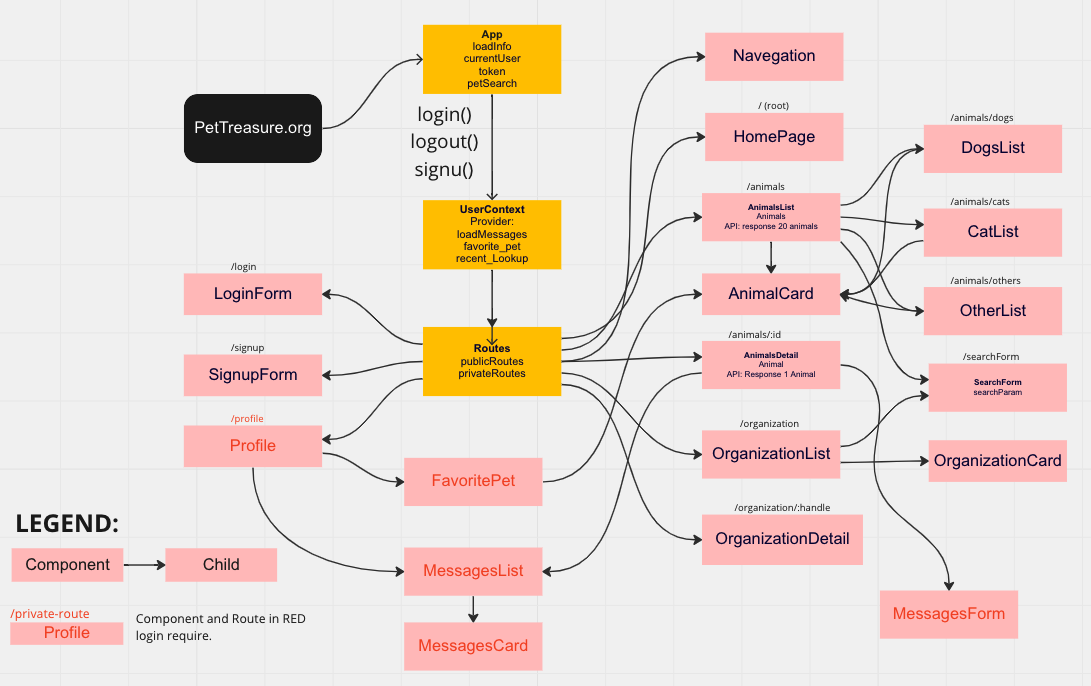 App
loadInfo
currentUser
token
petSearch
PetTreasure.org
login()
logout()
signu()
UserContext
Provider:
loadMessages
favorite_pet
recent_Lookup
Routes
publicRoutes
privateRoutes
/login
LoginForm
/signup
SignupForm
/profile
Profile
FavoritePet
MessagesList
MessagesCard
Navegation
/ (root)
HomePage
/animals
AnimalsList
Animals
API: response 20 animals
AnimalCard
/animals/:id
AnimalsDetail
Animal
API: Response 1 Animal
/organization
OrganizationList
/organization/:handle
OrganizationDetail
/animals/dogs
DogsList
/animals/cats
CatList
/animals/others
OtherList
/searchForm
SearchForm
searchParam
OrganizationCard
MessagesForm
LEGEND:
Component
Child
/private-route
Profile
Component and Route in RED
login require.